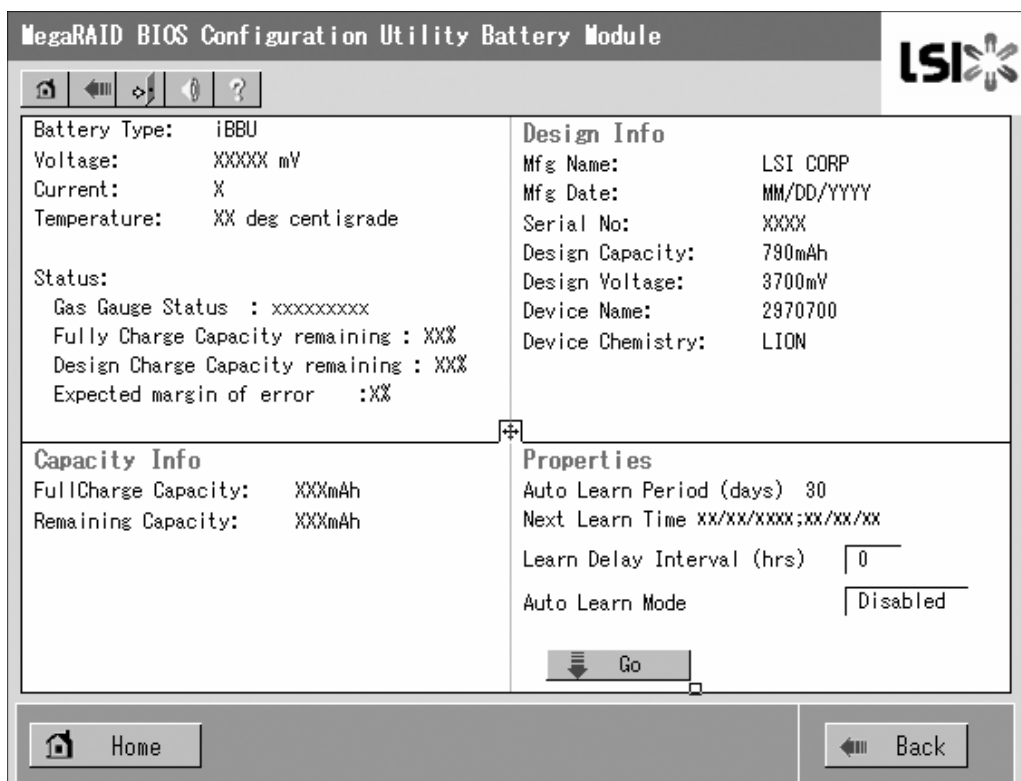 MegaRAID BIOS Configuration Utility Battery Module
LSI
?
Battery Type: iBBU
Voltage: XXXXX mV
Current: X
Temperature: XX deg centigrade
Status:
Gas Gauge Status : xxxxxxxxx
Fully Charge Capacity remaining : XX%
Design Charge Capacity remaining : XX%
Expected margin of error :X%
Design Info
Mfg Name: LSI CORP
Mfg Date: MM/DD/YYYY
Serial No: XXXX
Design Capacity: 790mAh
Design Voltage: 3700mV
Device Name: 2970700
Device Chemistry: LION
Capacity Info
FullCharge Capacity: XXXmAh
Remaining Capacity: XXXmAh
Properties
Auto Learn Period (days) 30
Next Learn Time XX/XX/XXXX;XX/XX/XX
Learn Delay Interval (hrs) 0
Auto Learn Mode Disabled
Go
Home
Back